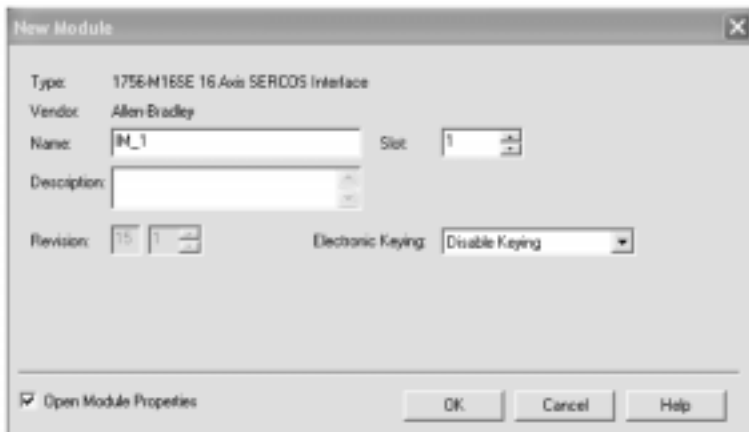 New Module
Type: 1756-M16SE 16 Axis SERCOS Interface
Vendor: Allen-Bradley
Name: IM_1 Slot: 1
Description:
Revision: 15 1 Electronic Keying: Disable Keying
Open Module Properties OK Cancel Help